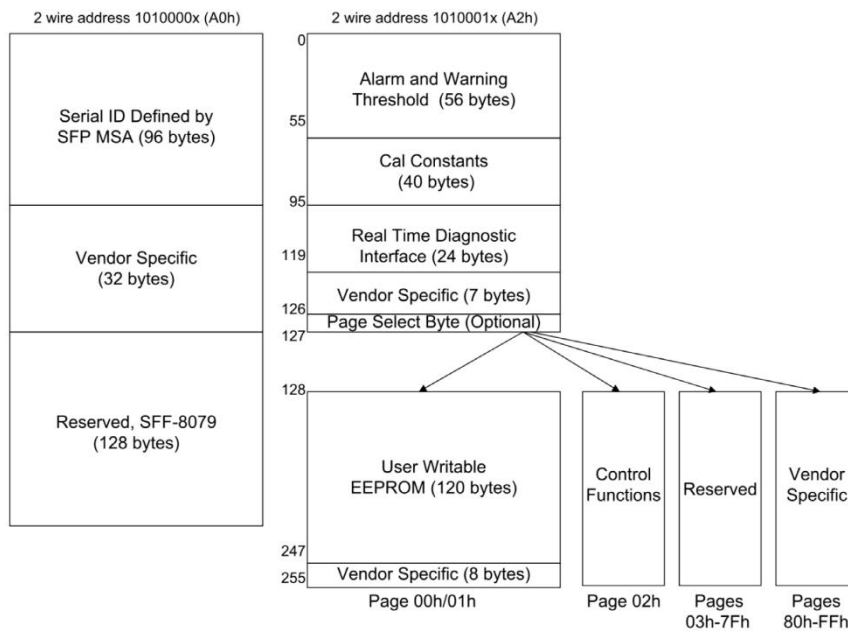 2 wire address 1010000x (A0h)
Serial ID Defined by
SFP MSA (96 bytes)
Vendor Specific
(32 bytes)
Reserved, SFF-8079
(128 bytes)
2 wire address 1010001x (A2h)
0
Alarm and Warning
Threshold (56 bytes)
55
Cal Constants
(40 bytes)
95
Real Time Diagnostic
Interface (24 bytes)
119
Vendor Specific (7 bytes)
126
Page Select Byte (Optional)
127
128
User Writable
EEPROM (120 bytes)
247
Vendor Specific (8 bytes)
255
Page 00h/01h
Control
Functions
Page 02h
Reserved
Pages
03h-7Fh
Vendor
Specific
Pages
80h-FFh